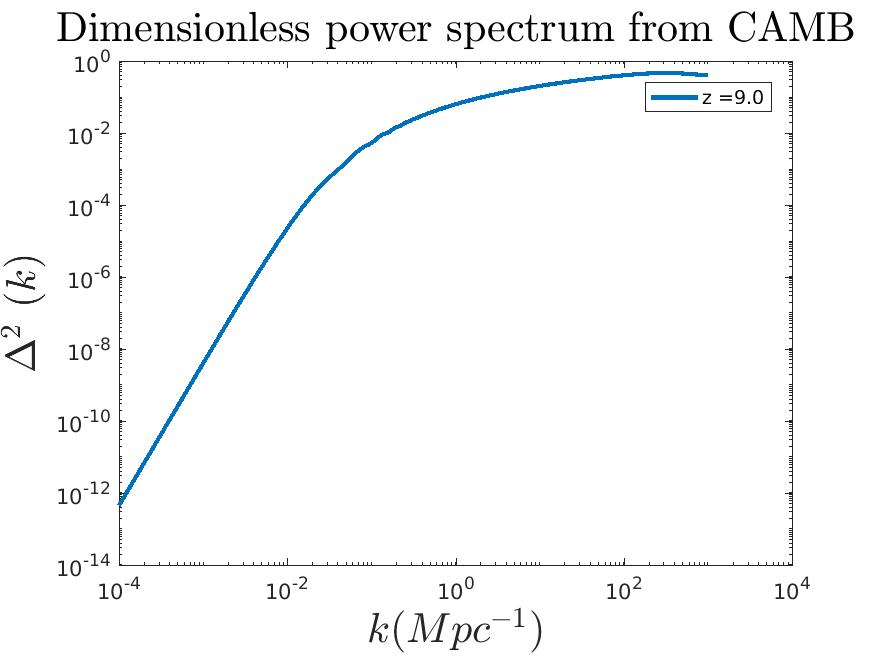 Dimensionless power spectrum from CAMB
10^0
z =9.0
10^-2
10^-4
10^-6
Δ^2 (k)
10^-8
10^-10
10^-12
10^-14
10^-4 10^-2 10^0 10^2 10^4
k(Mpc^-1)